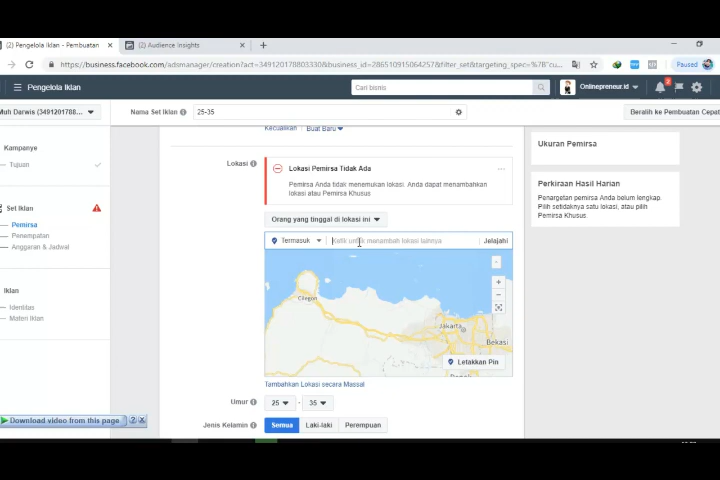 (2) Pengelola Iklan - Pembuatan
(2) Audience Insights
https://business.facebook.com/adsmanager/creation?act=349120178803330&business_id=286510915064257&filter_set&targeting_spec=%7B"cu...
Paused
Pengelola Iklan
Cari bisnis
Onlinepreneur.id
Muh Darwis (3491201788...
Nama Set Iklan
25-35
Beralih ke Pembuatan Cepat
Kampanye
Tujuan
Set Iklan
Pemirsa
Penempatan
Anggaran & Jadwal
Iklan
Identitas
Materi Iklan
Kecualikan
Buat Baru
Lokasi
Lokasi Pemirsa Tidak Ada
Pemirsa Anda tidak menemukan lokasi. Anda dapat menambahkan
lokasi atau Pemirsa Khusus
Orang yang tinggal di lokasi ini
Termasuk
Ketik untuk menambah lokasi lainnya
Jelajahi
Cilegon
Jakarta
Bekasi
Letakkan Pin
Tambahkan Lokasi secara Massal
Umur
25 - 35
Jenis Kelamin
Semua
Laki-laki
Perempuan
Ukuran Pemirsa
Perkiraan Hasil Harian
Penargetan pemirsa Anda belum lengkap.
Pilih setidaknya satu lokasi, atau pilih
Pemirsa Khusus.
Download video from this page